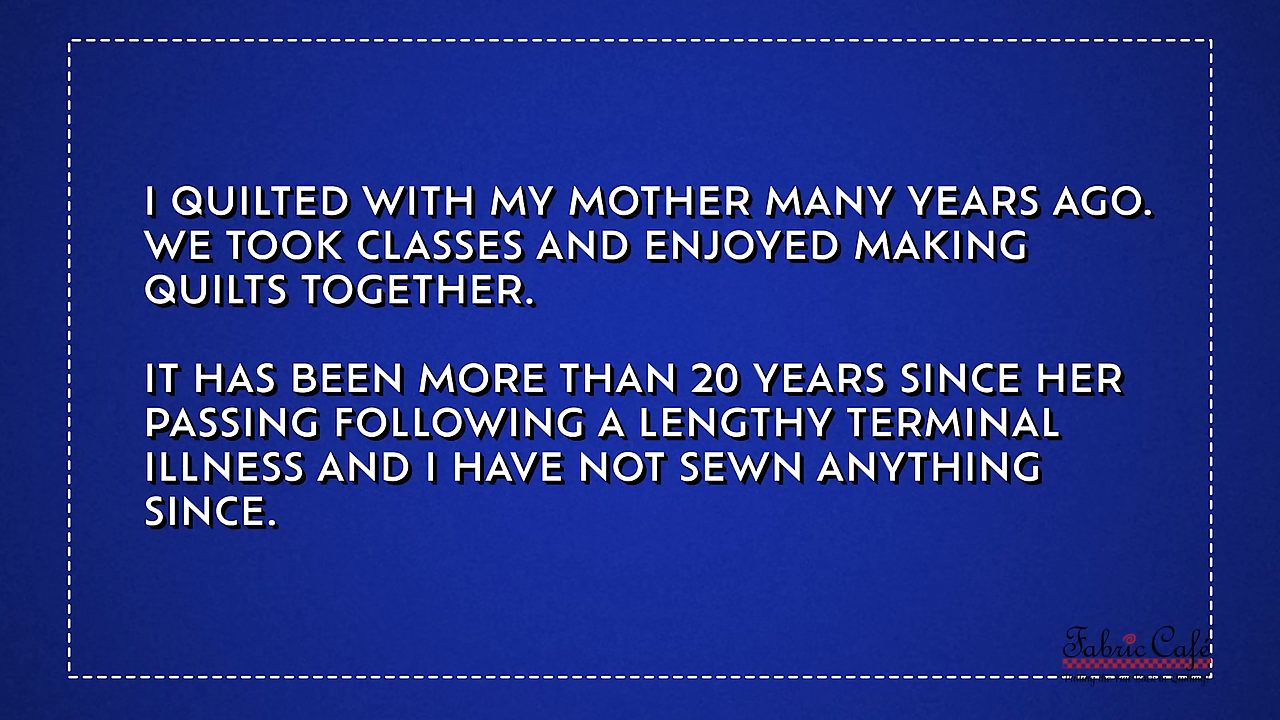 I QUILTED WITH MY MOTHER MANY YEARS AGO.
WE TOOK CLASSES AND ENJOYED MAKING
QUILTS TOGETHER.
IT HAS BEEN MORE THAN 20 YEARS SINCE HER
PASSING FOLLOWING A LENGTHY TERMINAL
ILLNESS AND I HAVE NOT SEWN ANYTHING
SINCE.
Fabric Café